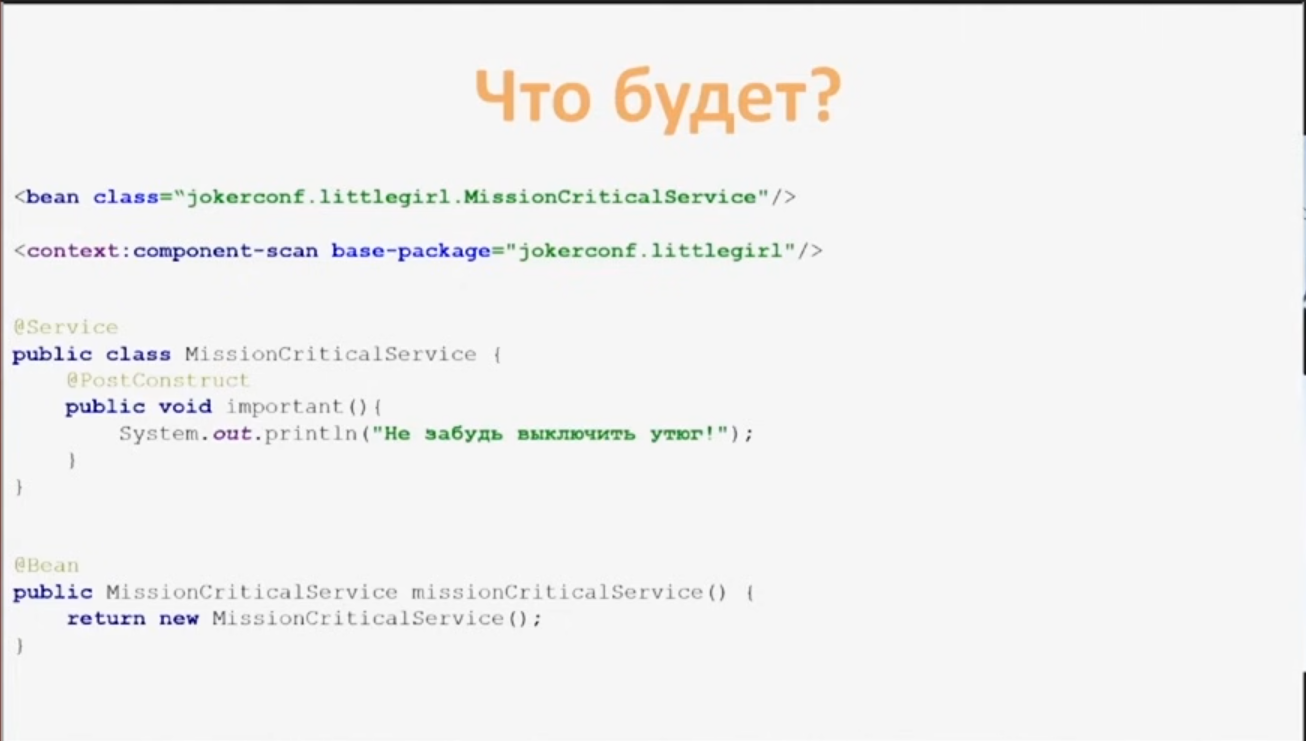 Что будет?
<bean class=“jokerconf.littlegirl.MissionCriticalService"/>
<context:component-scan base-package="jokerconf.littlegirl"/>
@Service
public class MissionCriticalService {
@PostConstruct
public void important(){
System.out.println("Не забудь выключить утюг!");
}
}
@Bean
public MissionCriticalService missionCriticalService() {
return new MissionCriticalService();
}